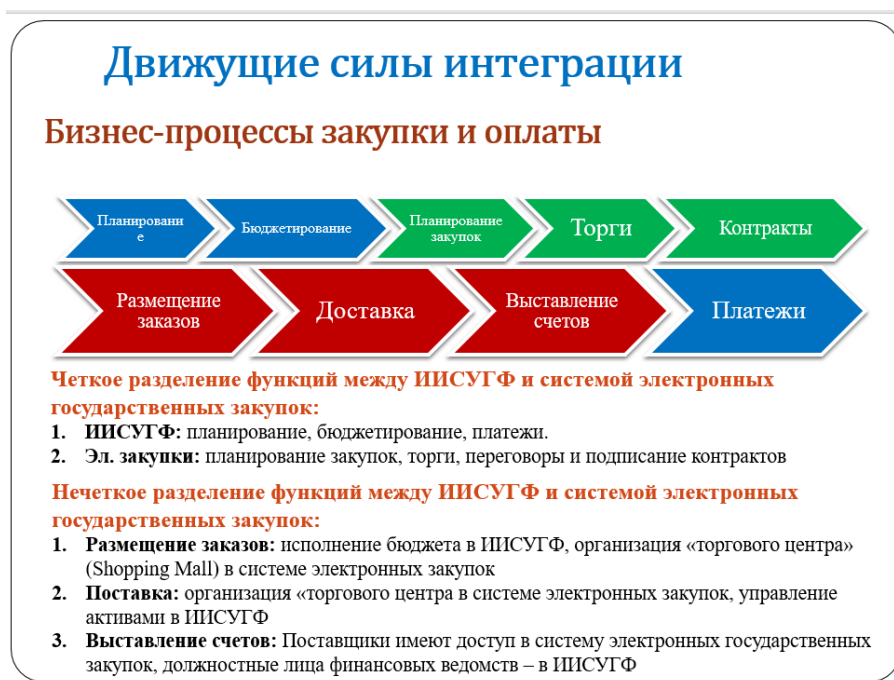 Движущие силы интеграции
Бизнес-процессы закупки и оплаты
Планировани
е
Бюджетирование
Планирование
закупок
Торги
Контракты
Размещение
заказов
Доставка
Выставление
счетов
Платежи
Четкое разделение функций между ИИСУГФ и системой электронных
государственных закупок:
1. ИИСУГФ: планирование, бюджетирование, платежи.
2. Эл. закупки: планирование закупок, торги, переговоры и подписание контрактов
Нечеткое разделение функций между ИИСУГФ и системой электронных
государственных закупок:
1. Размещение заказов: исполнение бюджета в ИИСУГФ, организация «торгового центра»
(Shopping Mall) в системе электронных закупок
2. Поставка: организация «торгового центра в системе электронных закупок, управление
активами в ИИСУГФ
3. Выставление счетов: Поставщики имеют доступ в систему электронных государственных
закупок, должностные лица финансовых ведомств – в ИИСУГФ